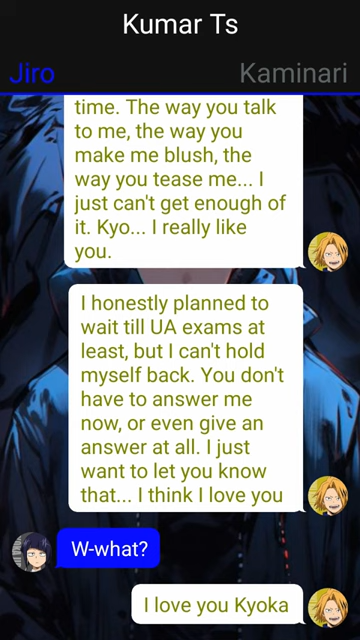 Kumar Ts
Jiro
Kaminari
time. The way you talk
to me, the way you
make me blush, the
way you tease me... I
just can't get enough of
it. Kyo... I really like
you.
I honestly planned to
wait till UA exams at
least, but I can't hold
myself back. You don't
have to answer me
now, or even give an
answer at all. I just
want to let you know
that... I think I love you
W-what?
I love you Kyoka